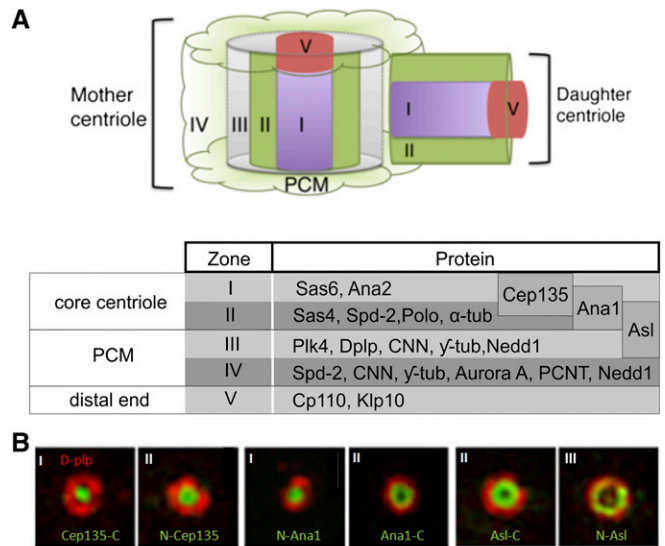 A
Mother
centriole
V
IV
III
II
I
PCM
I
II
V
Daughter
centriole
Zone
Protein
core centriole
I
Sas6, Ana2
Cep135
II
Sas4, Spd-2,Polo, α-tub
Ana1
Asl
PCM
III
Plk4, Dplp, CNN, γ-tub,Nedd1
IV
Spd-2, CNN, γ-tub, Aurora A, PCNT, Nedd1
distal end
V
Cp110, Klp10
B
I
D-plp
Cep135-C
II
N-Cep135
I
N-Ana1
II
Ana1-C
II
Asl-C
III
N-Asl